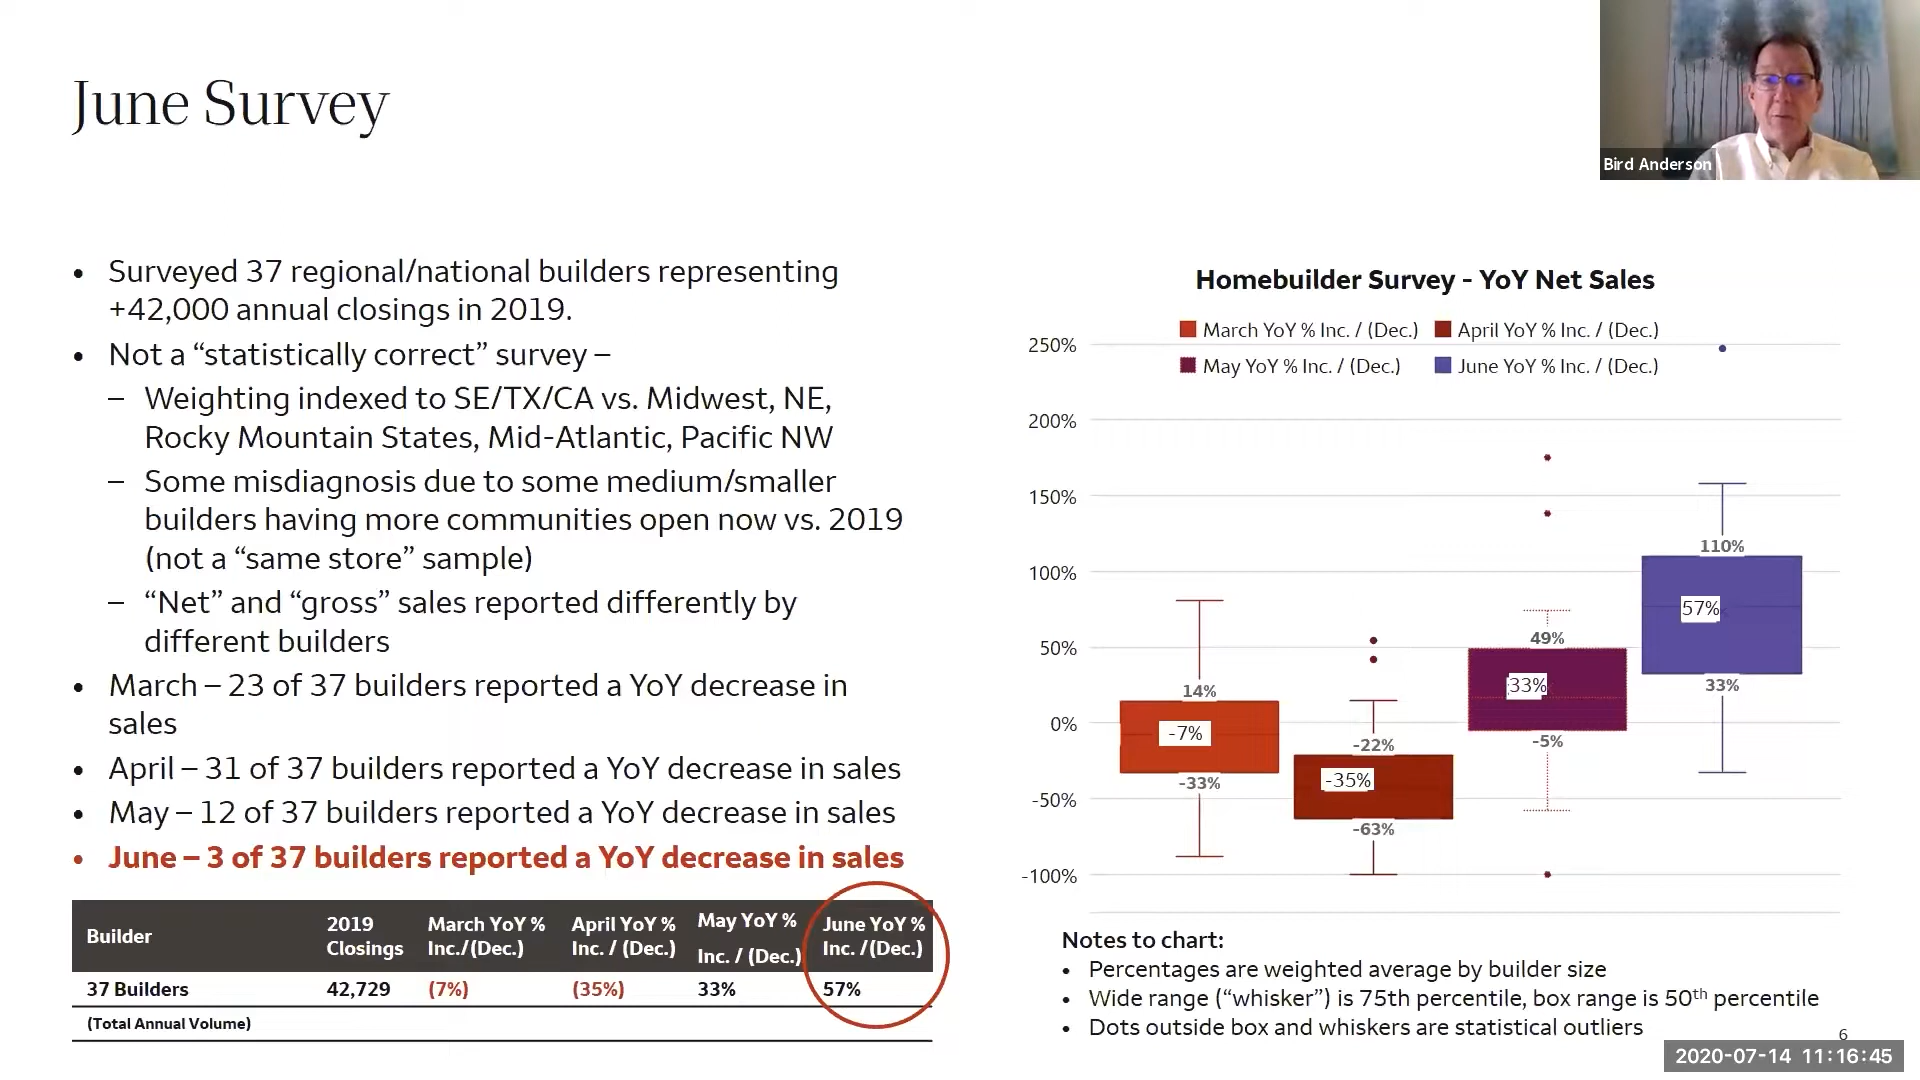 June Survey
Bird Anderson
• Surveyed 37 regional/national builders representing
+42,000 annual closings in 2019.
• Not a “statistically correct” survey –
– Weighting indexed to SE/TX/CA vs. Midwest, NE,
Rocky Mountain States, Mid-Atlantic, Pacific NW
– Some misdiagnosis due to some medium/smaller
builders having more communities open now vs. 2019
(not a “same store” sample)
– “Net” and “gross” sales reported differently by
different builders
• March – 23 of 37 builders reported a YoY decrease in
sales
• April – 31 of 37 builders reported a YoY decrease in sales
• May – 12 of 37 builders reported a YoY decrease in sales
• June – 3 of 37 builders reported a YoY decrease in sales
Builder 2019 Closings March YoY % Inc./(Dec.) April YoY % Inc. / (Dec.) May YoY % Inc. / (Dec.) June YoY % Inc. /(Dec.)
37 Builders 42,729 (7%) (35%) 33% 57%
(Total Annual Volume)
Homebuilder Survey - YoY Net Sales
March YoY % Inc. / (Dec.) April YoY % Inc. / (Dec.)
May YoY % Inc. / (Dec.) June YoY % Inc. / (Dec.)
250%
200%
150%
100%
50%
0%
-50%
-100%
14%
-7%
-33%
-22%
-35%
-63%
49%
33%
-5%
110%
57%
33%
Notes to chart:
• Percentages are weighted average by builder size
• Wide range (“whisker”) is 75th percentile, box range is 50th percentile
• Dots outside box and whiskers are statistical outliers
6
2020-07-14 11:16:45